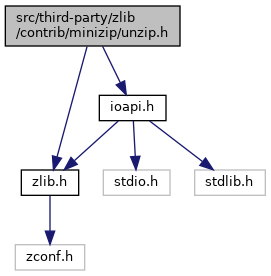 src/third-party/zlib
/contrib/minizip/unzip.h
ioapi.h
zlib.h
stdio.h
stdlib.h
zconf.h